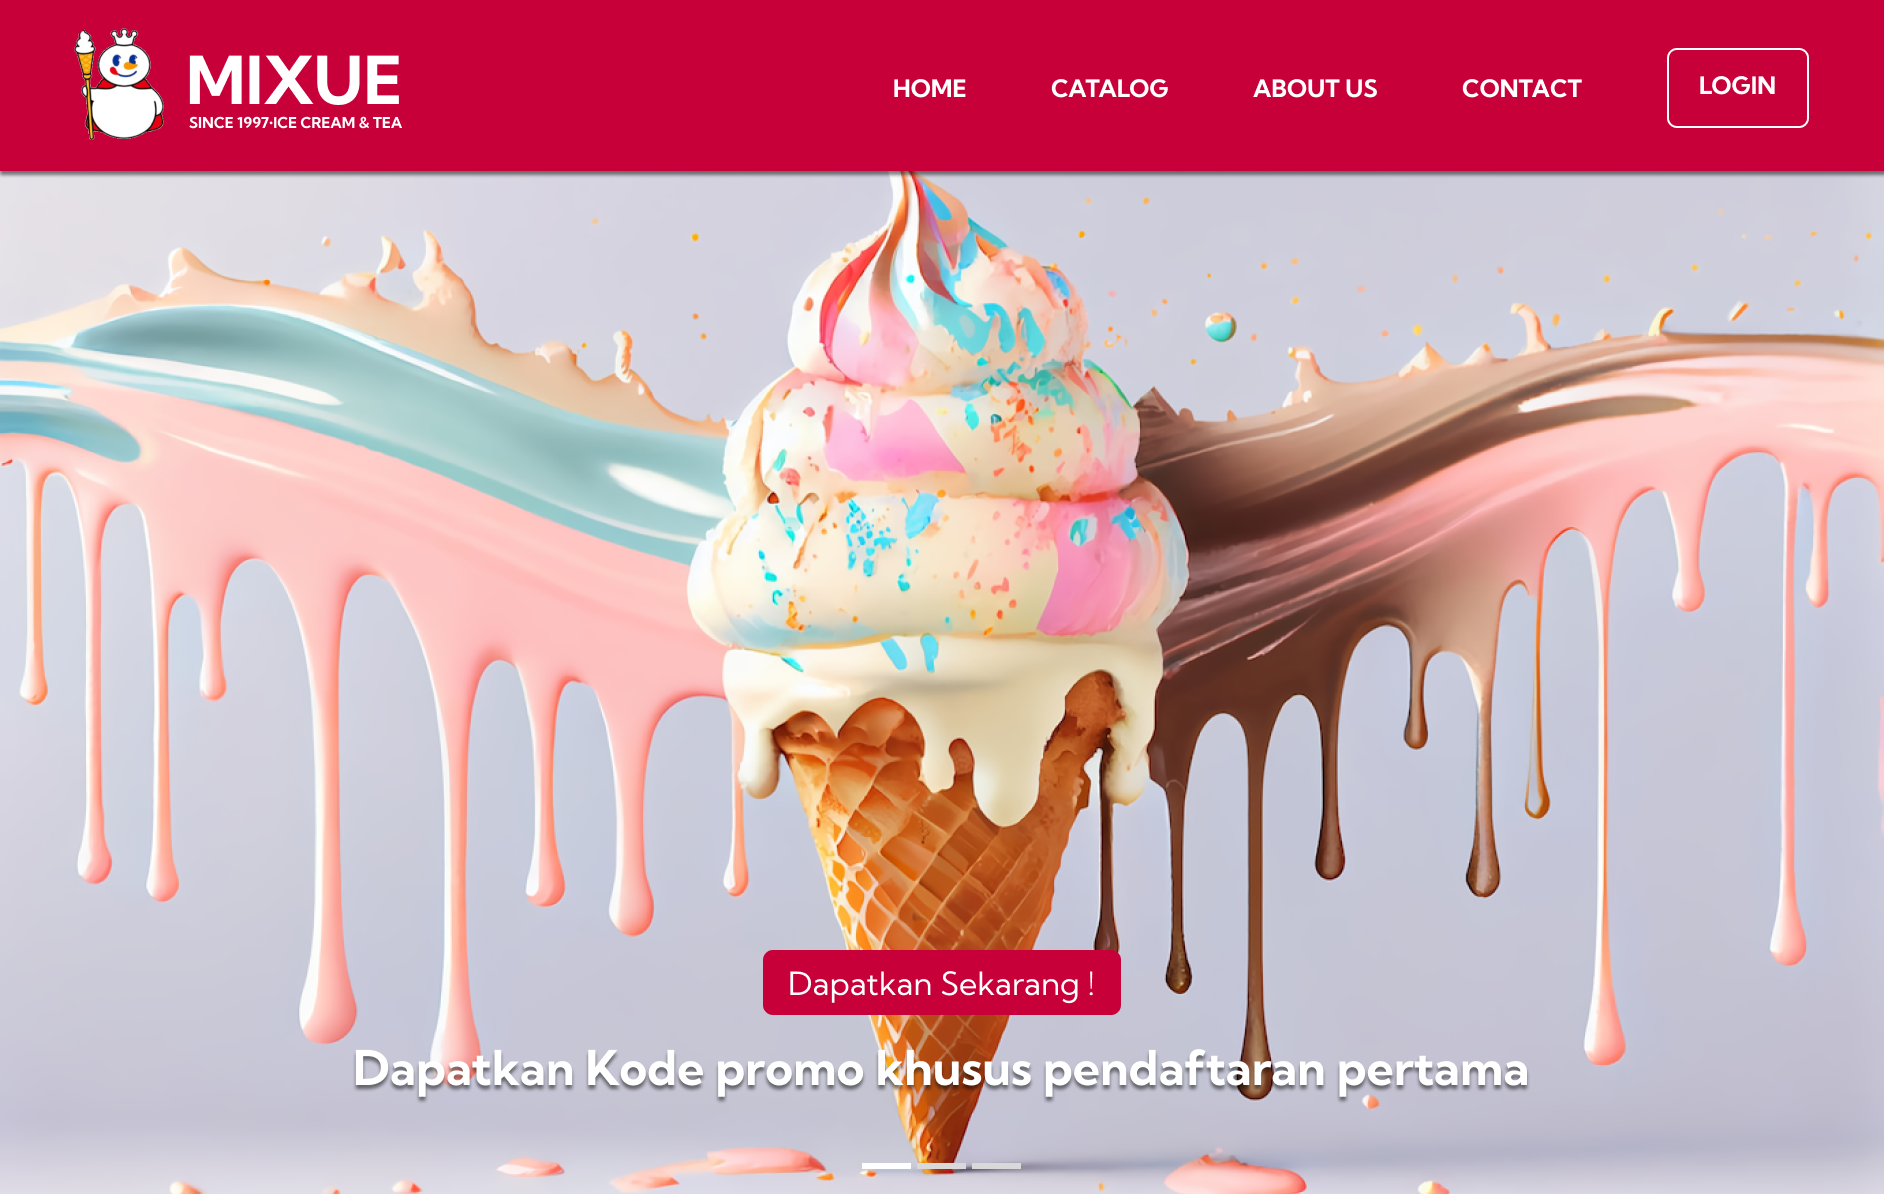 MIXUE
SINCE 1997·ICE CREAM & TEA
HOME
CATALOG
ABOUT US
CONTACT
LOGIN
Dapatkan Sekarang !
Dapatkan Kode promo khusus pendaftaran pertama